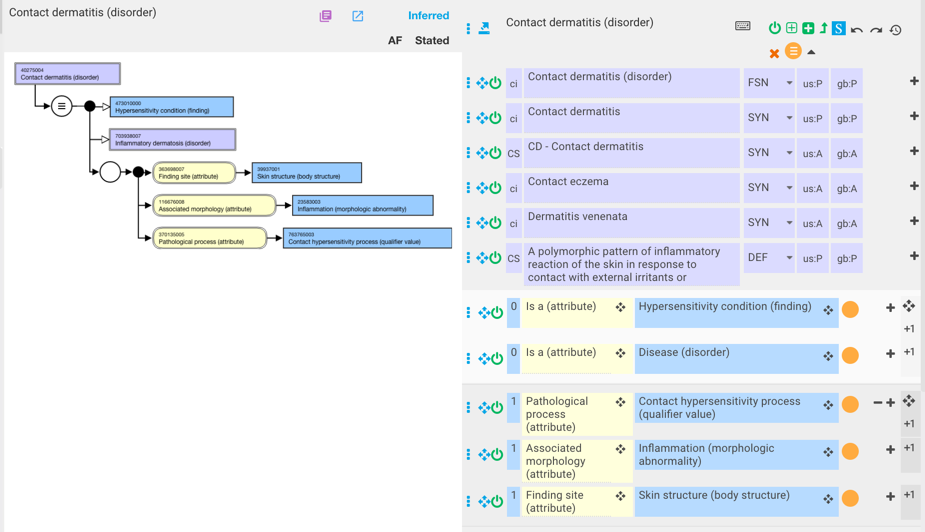 Contact dermatitis (disorder)
Inferred
AF Stated
40275004
Contact dermatitis (disorder)
473010000
Hypersensitivity condition (finding)
703938007
Inflammatory dermatosis (disorder)
363698007
Finding site (attribute)
39937001
Skin structure (body structure)
116676008
Associated morphology (attribute)
23583003
Inflammation (morphologic abnormality)
370135005
Pathological process (attribute)
763765003
Contact hypersensitivity process (qualifier value)
Contact dermatitis (disorder)
S
ci Contact dermatitis (disorder) FSN us:P gb:P
ci Contact dermatitis SYN us:P gb:P
CS CD - Contact dermatitis SYN us:A gb:A
ci Contact eczema SYN us:A gb:A
ci Dermatitis venenata SYN us:A gb:A
CS A polymorphic pattern of inflammatory DEF us:P gb:P
reaction of the skin in response to
contact with external irritants or
0 Is a (attribute) Hypersensitivity condition (finding)
+1
0 Is a (attribute) Disease (disorder) +1
1 Pathological Contact hypersensitivity process
process (qualifier value)
(attribute) +1
1 Associated Inflammation (morphologic +1
morphology abnormality)
(attribute)
1 Finding site Skin structure (body structure) +1
(attribute)